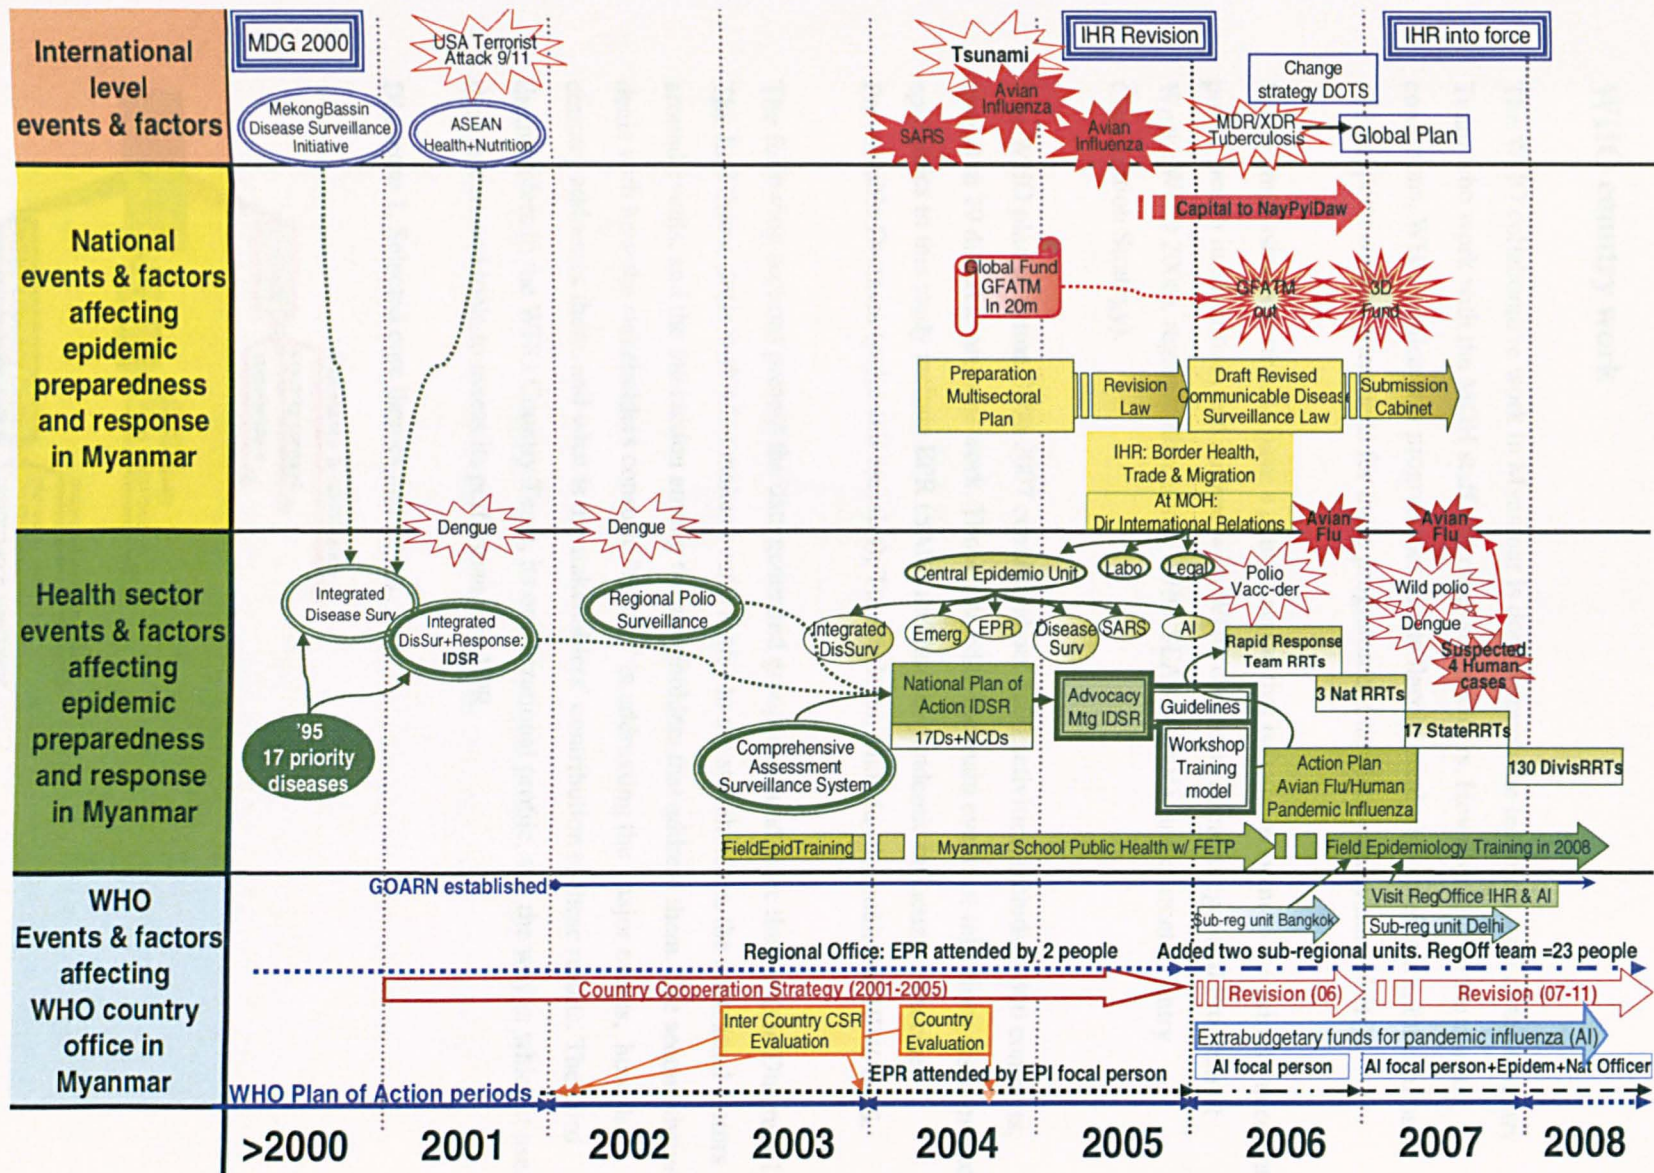 International
level
events & factors
MDG 2000
USA Terrorist
Attack 9/11
MekongBassin
Disease Surveillance
Initiative
ASEAN
Health+Nutrition
Tsunami
Avian
Influenza
SARS
Avian
Influenza
IHR Revision
Change
strategy DOTS
MDR/XDR
Tuberculosis
Global Plan
IHR into force
National
events & factors
affecting
epidemic
preparedness
and response
in Myanmar
Capital to NayPyiDaw
Global Fund
GFATM
In 20m
GFATM
out
3D
Fund
Preparation
Multisectoral
Plan
Revision
Law
Draft Revised
Communicable Diseas
Surveillance Law
Submission
Cabinet
IHR: Border Health,
Trade & Migration
At MOH:
Dir International Relations
Health sector
events & factors
affecting
epidemic
preparedness
and response
in Myanmar
Dengue
Dengue
Avian
Flu
Avian
Flu
Integrated
Disease Surv
Integrated
DisSur+Response:
IDSR
Regional Polio
Surveillance
Central Epidemio Unit
Labo
Legal
Integrated
DisSurv
Emerg
EPR
Disease
Surv
SARS
AI
Polio
Vacc-der
Wild polio
Dengue
Suspected
4 Human
cases
Rapid Response
Team RRTs
3 Nat RRTs
17 StateRRTs
130 DivisRRTs
'95
17 priority
diseases
National Plan of
Action IDSR
17Ds+NCDs
Comprehensive
Assessment
Surveillance System
Advocacy
Mtg IDSR
Guidelines
Workshop
Training
model
Action Plan
Avian Flu/Human
Pandemic Influenza
FieldEpidTraining
Myanmar School Public Health w/ FETP
Field Epidemiology Training in 2008
WHO
Events & factors
affecting
WHO country
office in
Myanmar
GOARN established
Visit RegOffice IHR & AI
Sub-reg unit Bangkok
Sub-reg unit Delhi
Regional Office: EPR attended by 2 people
Added two sub-regional units. RegOff team =23 people
Country Cooperation Strategy (2001-2005)
Revision (06)
Revision (07-11)
Inter Country CSR
Evaluation
Country
Evaluation
Extrabudgetary funds for pandemic influenza (AI)
EPR attended by EPI focal person
AI focal person
AI focal person+Epidem+Nat Officer
WHO Plan of Action periods
>2000
2001
2002
2003
2004
2005
2006
2007
2008